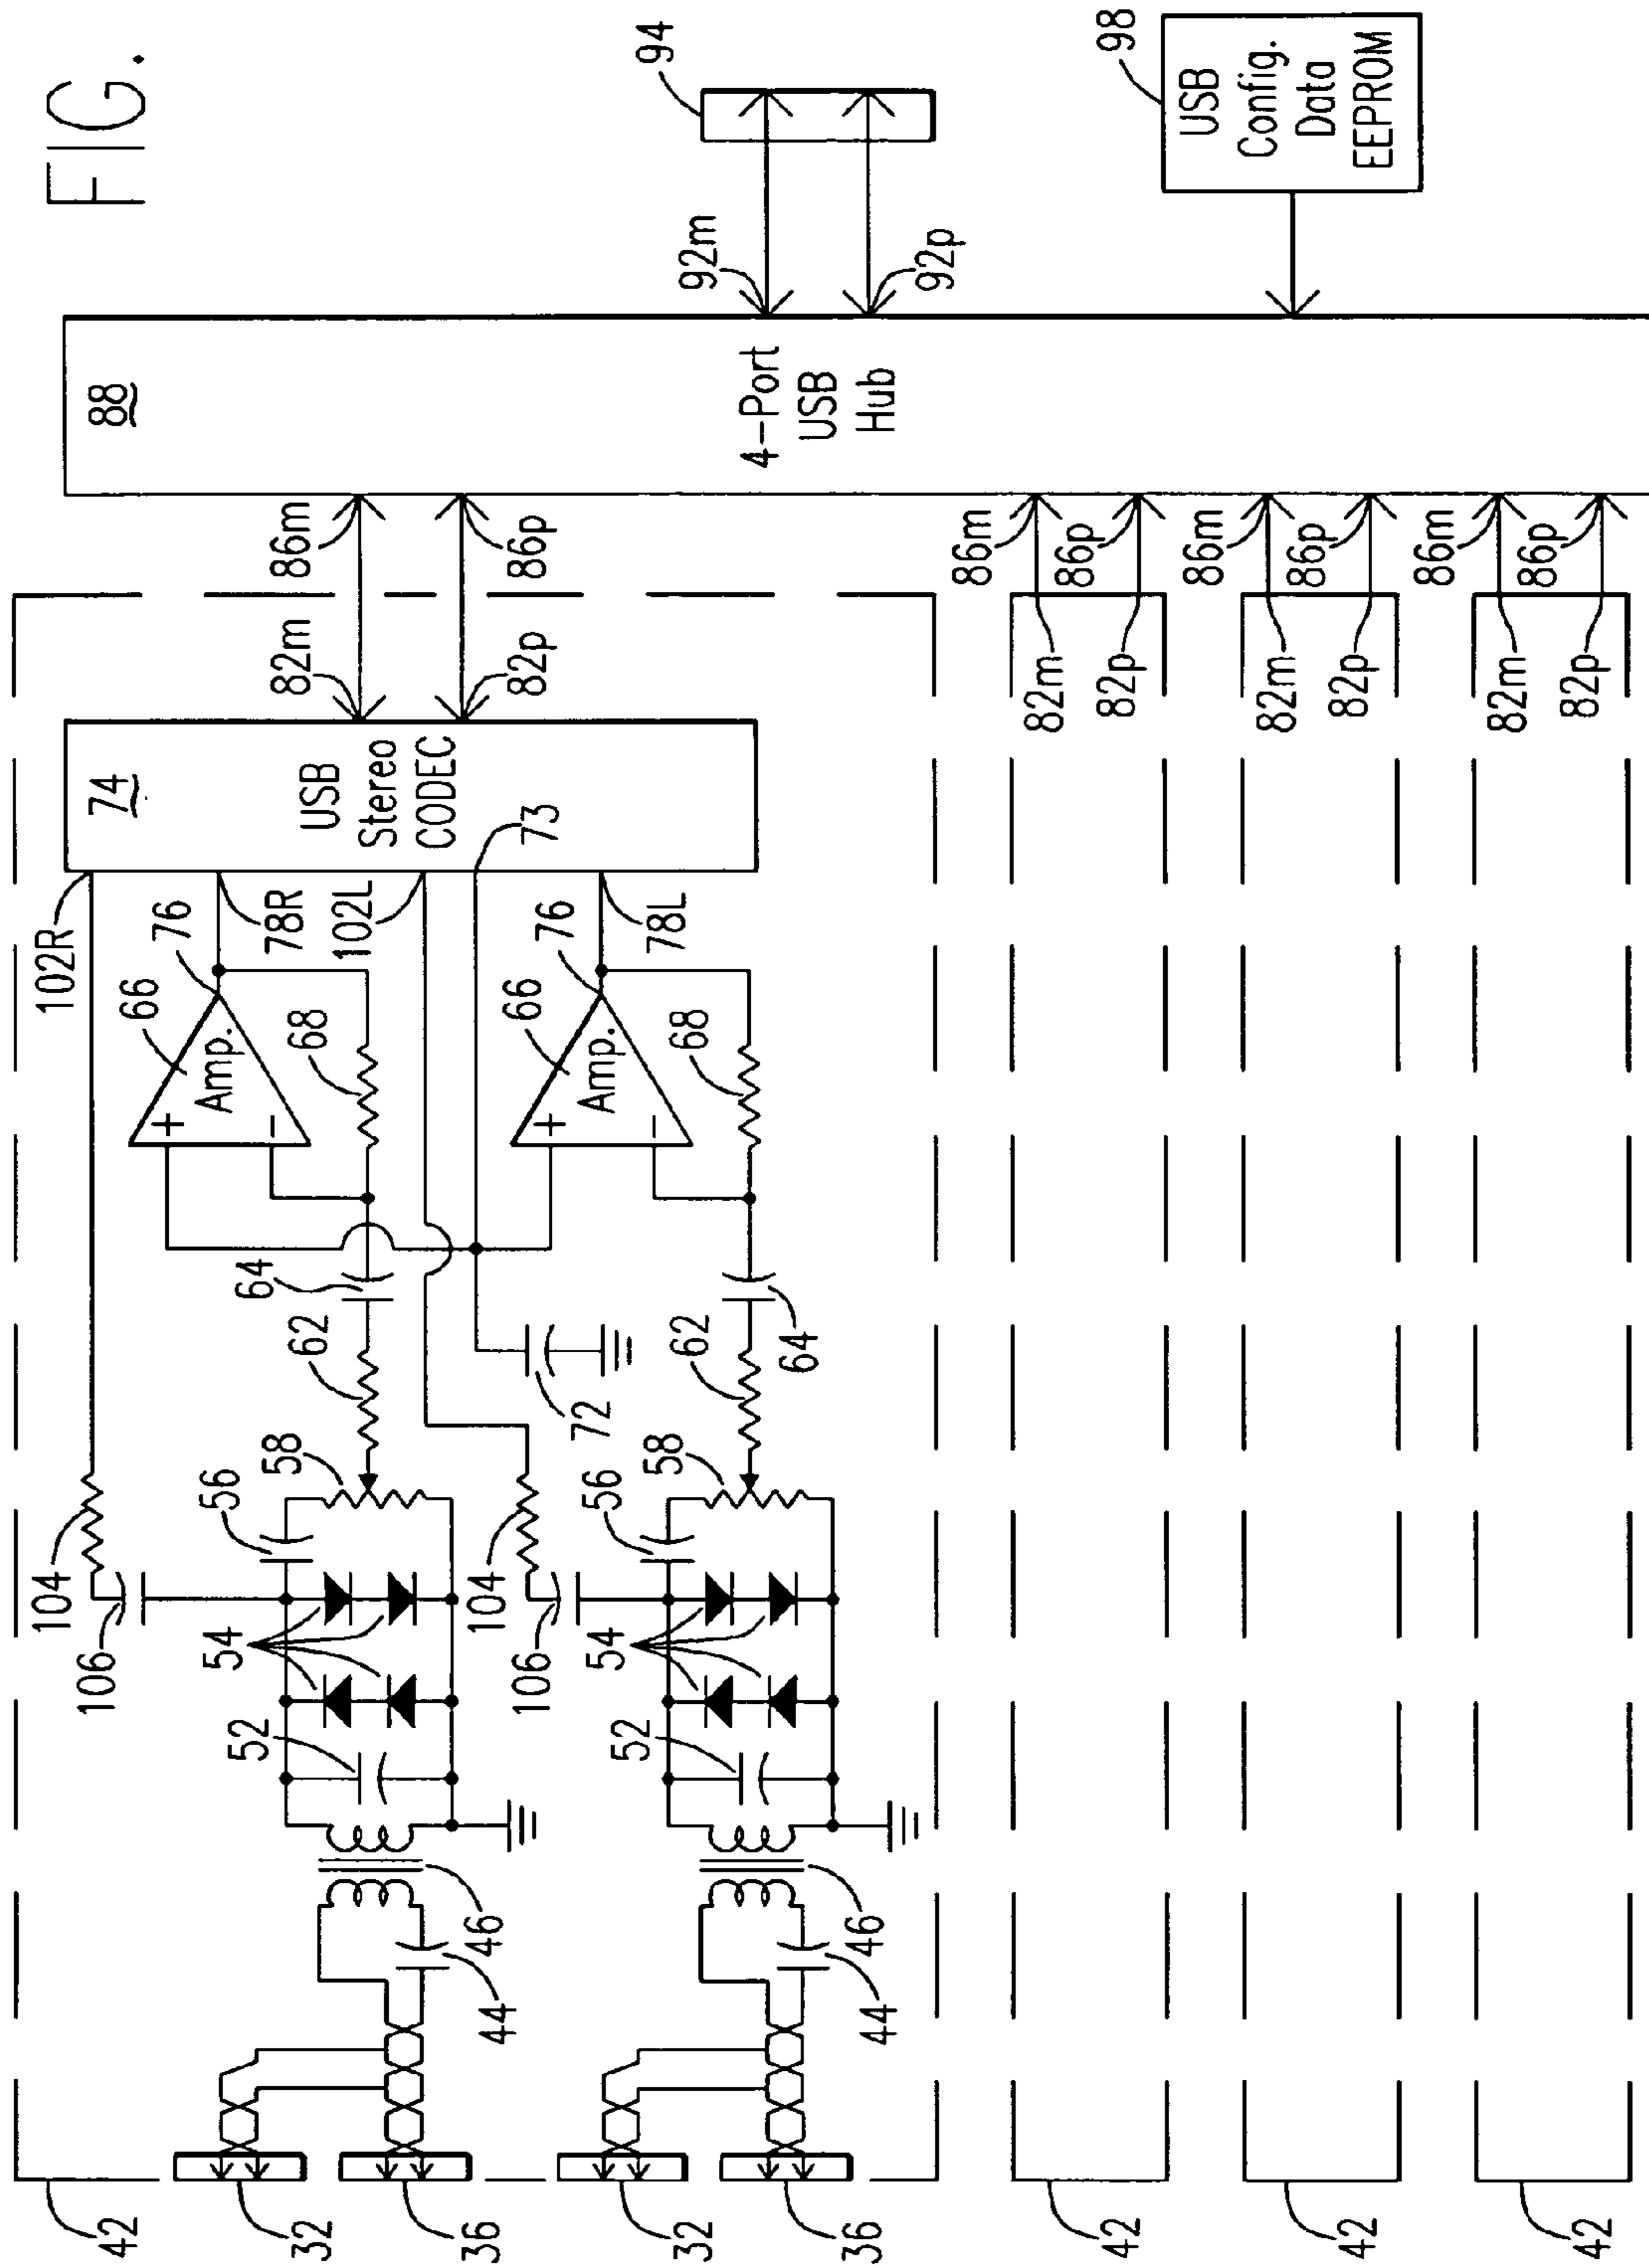 FIG.
94
98
USB
Config.
Data
EEPROM
92m
92p
88
4-Port
USB
Hub
86m
86p
86m
86p
86m
86p
86m
86p
82m
82p
82m
82p
82m
82p
82m
82p
74
USB
Stereo
CODEC
73
102R
78R
102L
78L
76
76
66
66
Amp.
+
-
Amp.
+
-
68
68
64
64
62
62
72
58
58
56
56
104
104
106
106
54
54
52
52
46
46
44
44
42
32
36
32
36
42
42
42